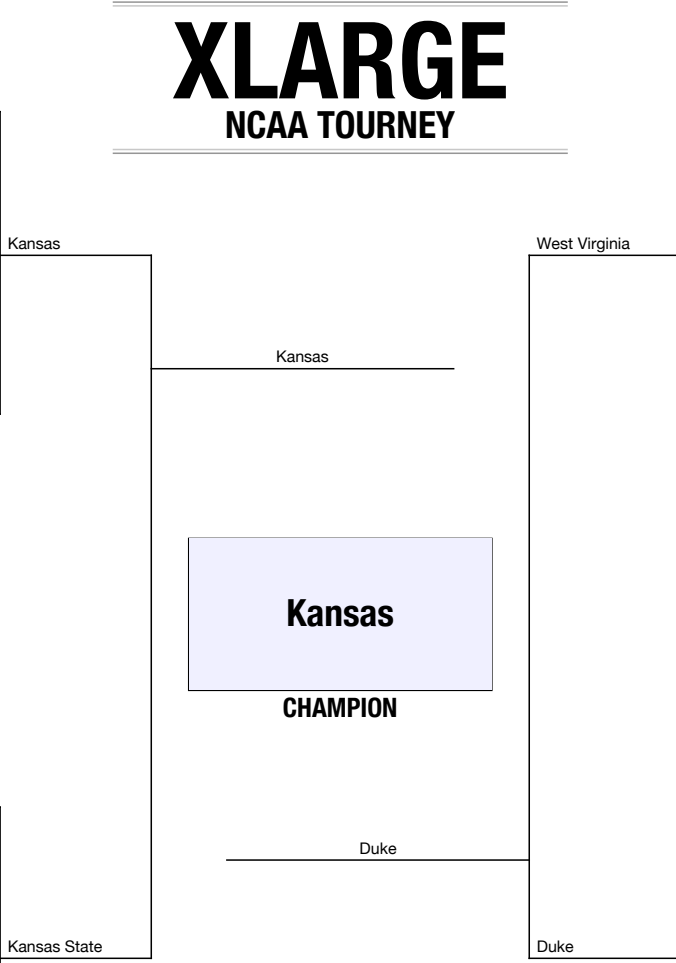 XLARGE
NCAA TOURNEY
Kansas
West Virginia
Kansas
Kansas
CHAMPION
Duke
Kansas State
Duke